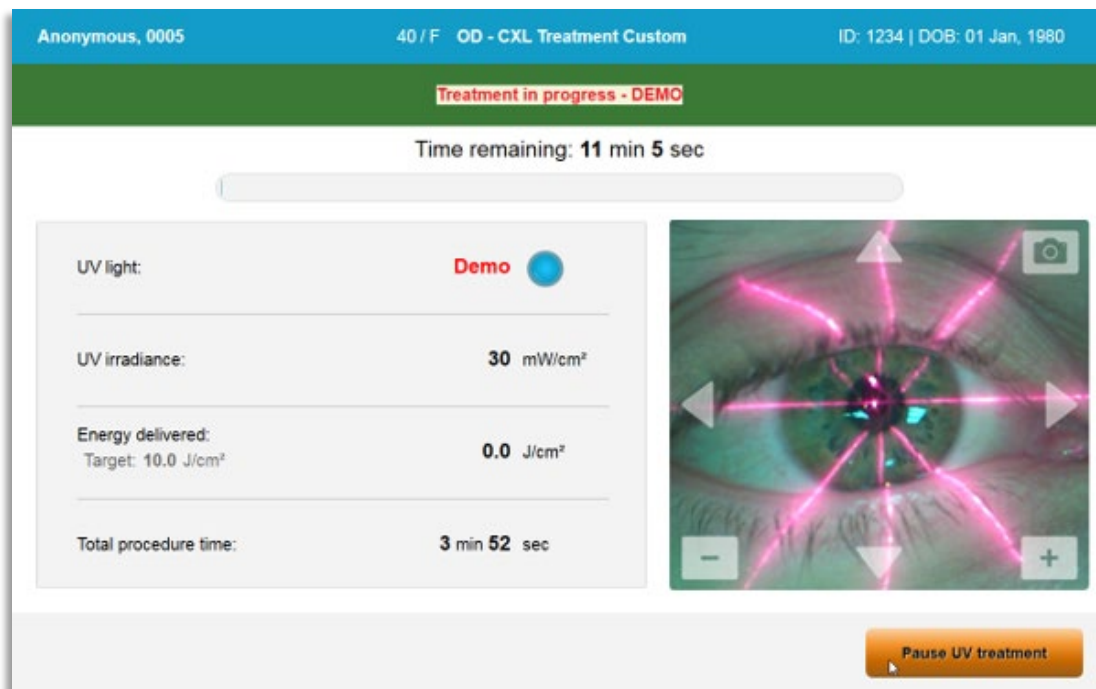 Anonymous, 0005 40 / F OD - CXL Treatment Custom ID: 1234 | DOB: 01 Jan, 1980
Treatment in progress - DEMO
Time remaining: 11 min 5 sec
UV light: Demo
UV irradiance: 30 mW/cm²
Energy delivered: 0.0 J/cm²
Target: 10.0 J/cm²
Total procedure time: 3 min 52 sec
Pause UV treatment